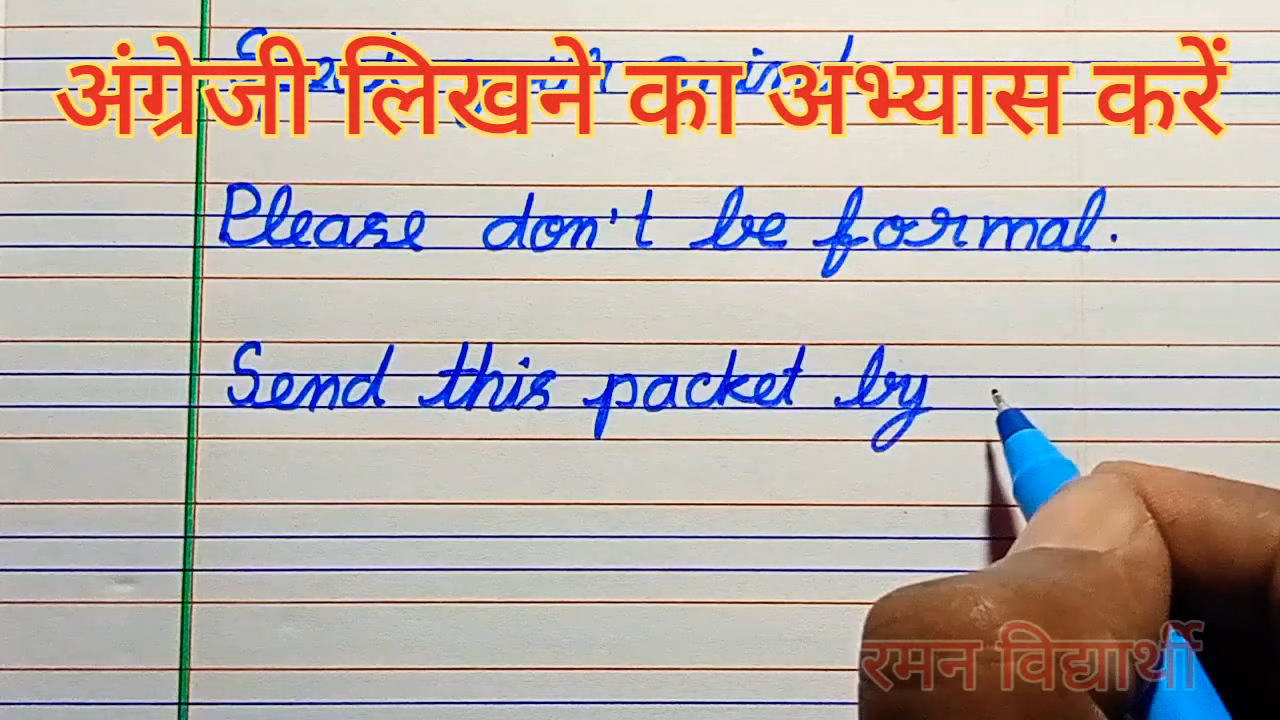 अंग्रेजी लिखने का अभ्यास करें
Please don't be formal.
Send this packet by
रमन विद्यार्थी